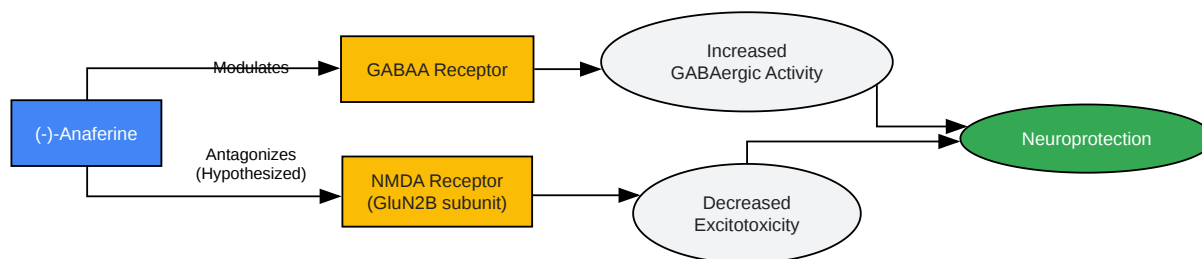 (-)-Anaferine
Modulates
GABAA Receptor
Increased
GABAergic Activity
Antagonizes
(Hypothesized)
NMDA Receptor
(GluN2B subunit)
Decreased
Excitotoxicity
Neuroprotection